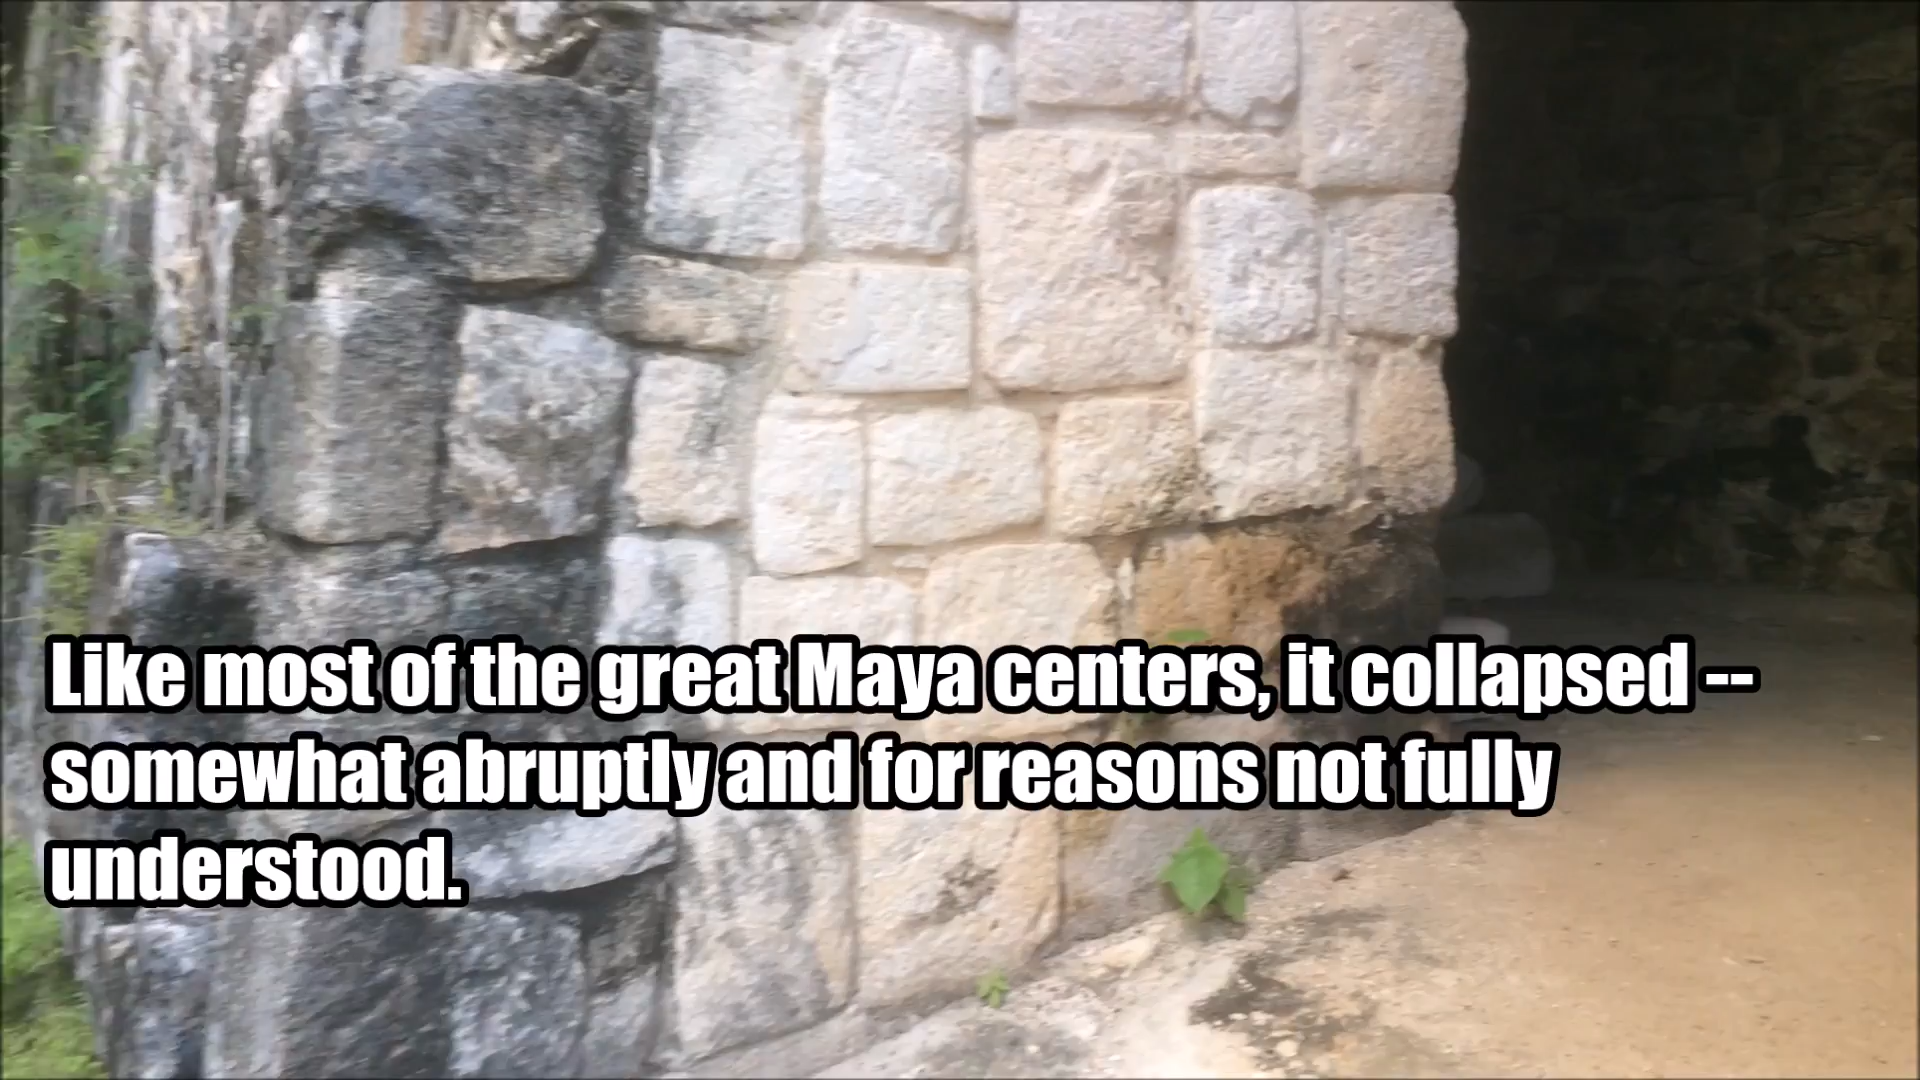 Like most of the great Maya centers, it collapsed --
somewhat abruptly and for reasons not fully
understood.